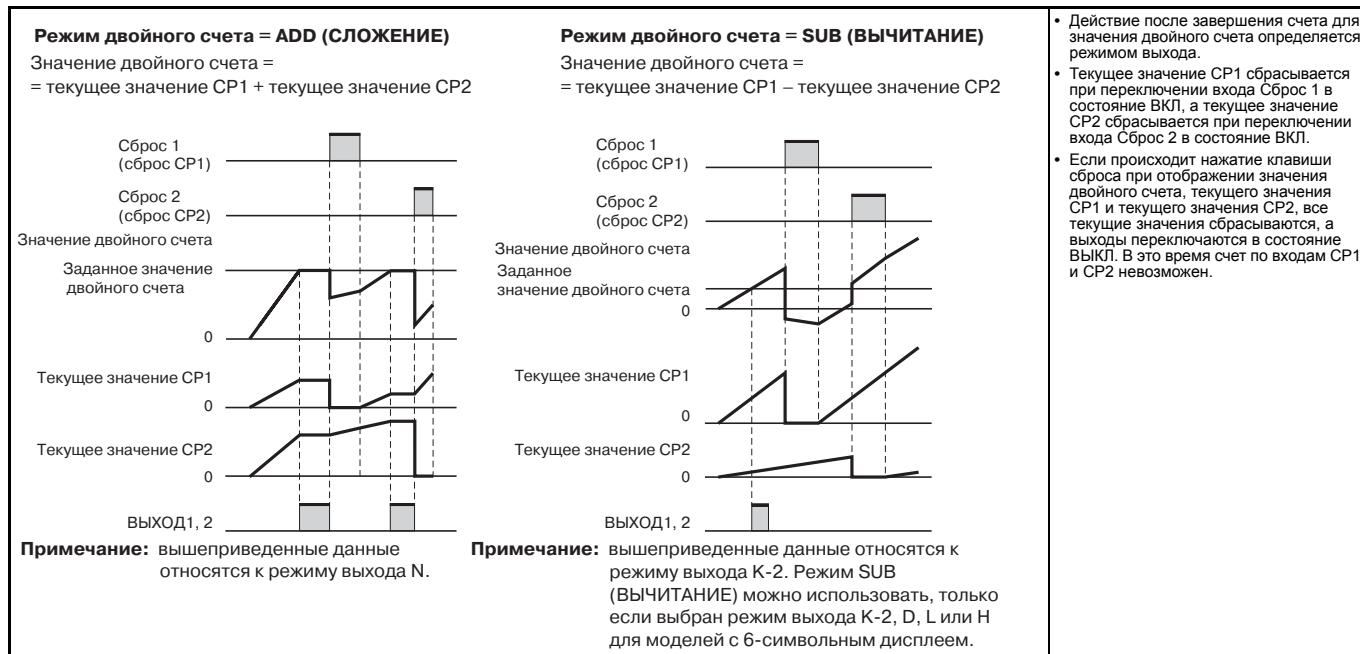 Режим двойного счета = ADD (СЛОЖЕНИЕ)
Значение двойного счета =
= текущее значение CP1 + текущее значение CP2
Сброс 1
(сброс CP1)
Сброс 2
(сброс CP2)
Значение двойного счета
Заданное значение
двойного счета
0
Текущее значение CP1
0
Текущее значение CP2
0
ВЫХОД1, 2
Примечание: вышеприведенные данные
относятся к режиму выхода N.
Режим двойного счета = SUB (ВЫЧИТАНИЕ)
Значение двойного счета =
= текущее значение CP1 – текущее значение CP2
Сброс 1
(сброс CP1)
Сброс 2
(сброс CP2)
Значение двойного счета
Заданное
значение двойного счета
0
Текущее значение CP1
0
Текущее значение CP2
0
ВЫХОД1, 2
Примечание: вышеприведенные данные относятся к
режиму выхода K-2. Режим SUB
(ВЫЧИТАНИЕ) можно использовать, только
если выбран режим выхода K-2, D, L или H
для моделей с 6-символьным дисплеем.
• Действие после завершения счета для
значения двойного счета определяется
режимом выхода.
• Текущее значение CP1 сбрасывается
при переключении входа Сброс 1 в
состояние ВКЛ, а текущее значение
CP2 сбрасывается при переключении
входа Сброс 2 в состояние ВКЛ.
• Если происходит нажатие клавиши
сброса при отображении значения
двойного счета, текущего значения
CP1 и текущего значения CP2, все
текущие значения сбрасываются, а
выходы переключаются в состояние
ВЫКЛ. В это время счет по входам CP1
и CP2 невозможен.